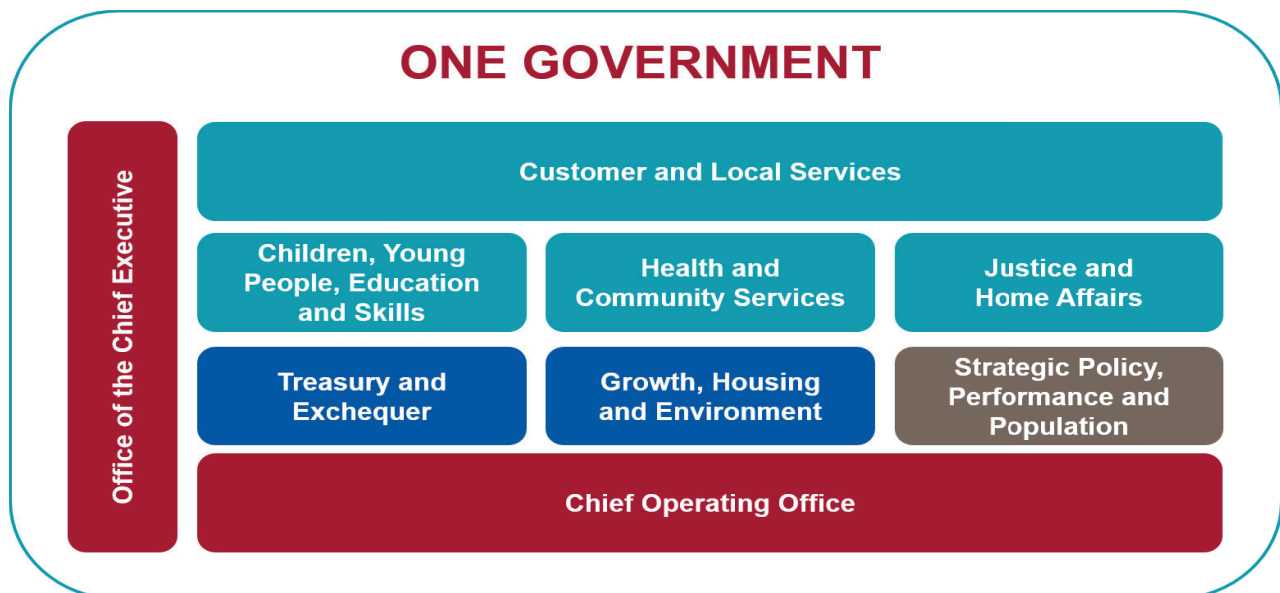 ONE GOVERNMENT
Office of the Chief Executive
Customer and Local Services
Children, Young
People, Education
and Skills
Health and
Community Services
Justice and
Home Affairs
Treasury and
Exchequer
Growth, Housing
and Environment
Strategic Policy,
Performance and
Population
Chief Operating Office